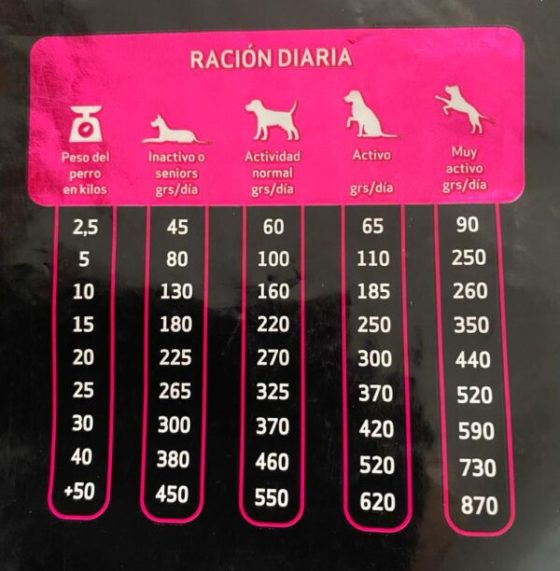 RACIÓN DIARIA
Peso del perro en kilos
Inactivo o seniors grs/día
Actividad normal grs/día
Activo grs/día
Muy activo grs/día
2,5 45 60 65 90
5 80 100 110 250
10 130 160 185 260
15 180 220 250 350
20 225 270 300 440
25 265 325 370 520
30 300 370 420 590
40 380 460 520 730
+50 450 550 620 870